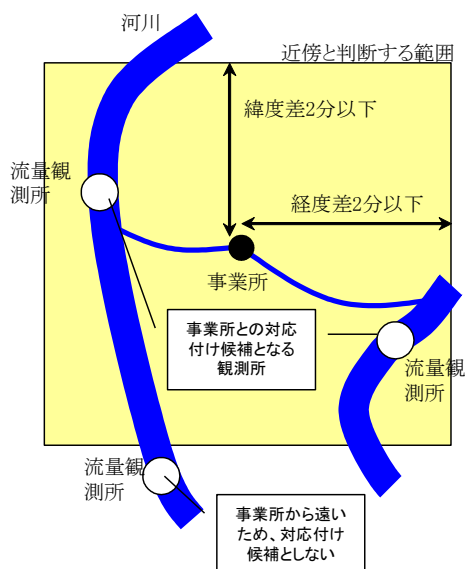 河川
近傍と判断する範囲
緯度差2分以下
流量観
測所
経度差2分以下
事業所
事業所との対応
付け候補となる
観測所
流量観
測所
流量観
測所
事業所から遠い
ため、対応付け
候補としない